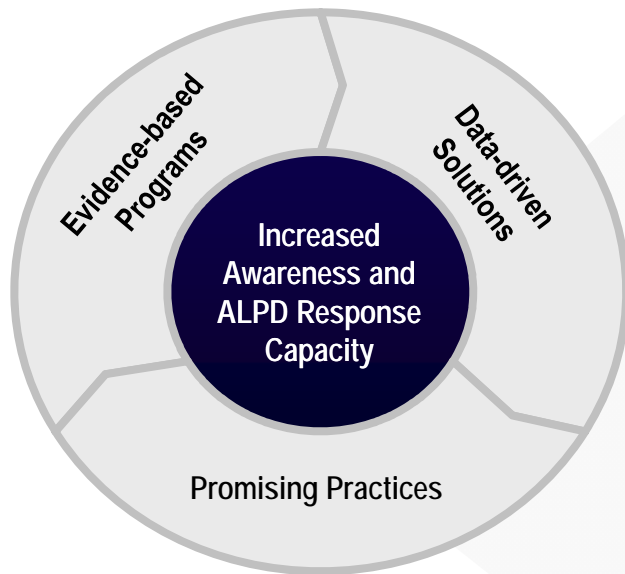 Evidence-based
Programs
Data-driven
Solutions
Increased
Awareness and
ALPD Response
Capacity
Promising Practices